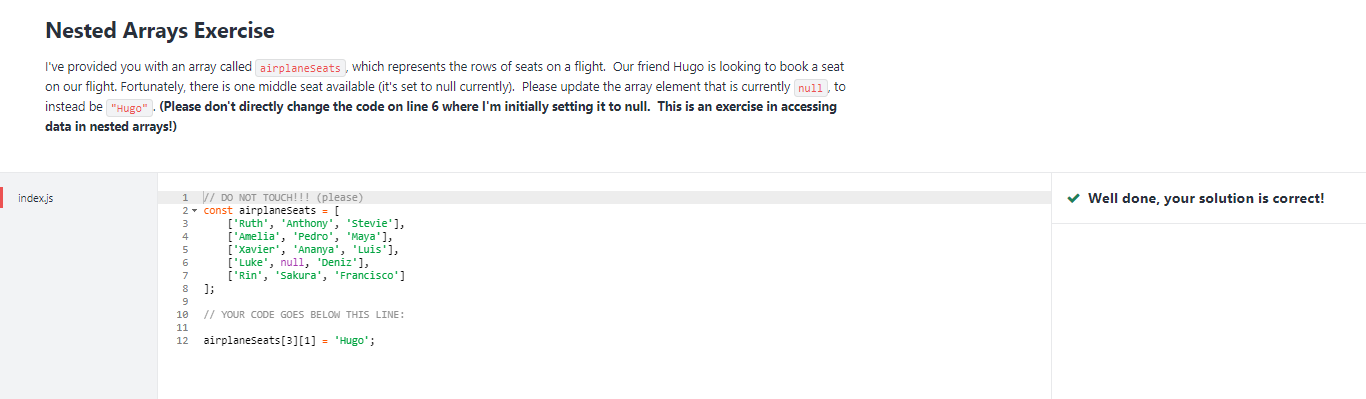 Nested Arrays Exercise
I've provided you with an array called airplaneSeats, which represents the rows of seats on a flight.  Our friend Hugo is looking to book a seat
on our flight. Fortunately, there is one middle seat available (it's set to null currently).  Please update the array element that is currently null, to
instead be "Hugo". (Please don't directly change the code on line 6 where I'm initially setting it to null.  This is an exercise in accessing
data in nested arrays!)
index.js
1 // DO NOT TOUCH!!! (please)
2 const airplaneSeats = [
3     ['Ruth', 'Anthony', 'Stevie'],
4     ['Amelia', 'Pedro', 'Maya'],
5     ['Xavier', 'Ananya', 'Luis'],
6     ['Luke', null, 'Deniz'],
7     ['Rin', 'Sakura', 'Francisco']
8 ];
9
10 // YOUR CODE GOES BELOW THIS LINE:
11
12 airplaneSeats[3][1] = 'Hugo';
Well done, your solution is correct!